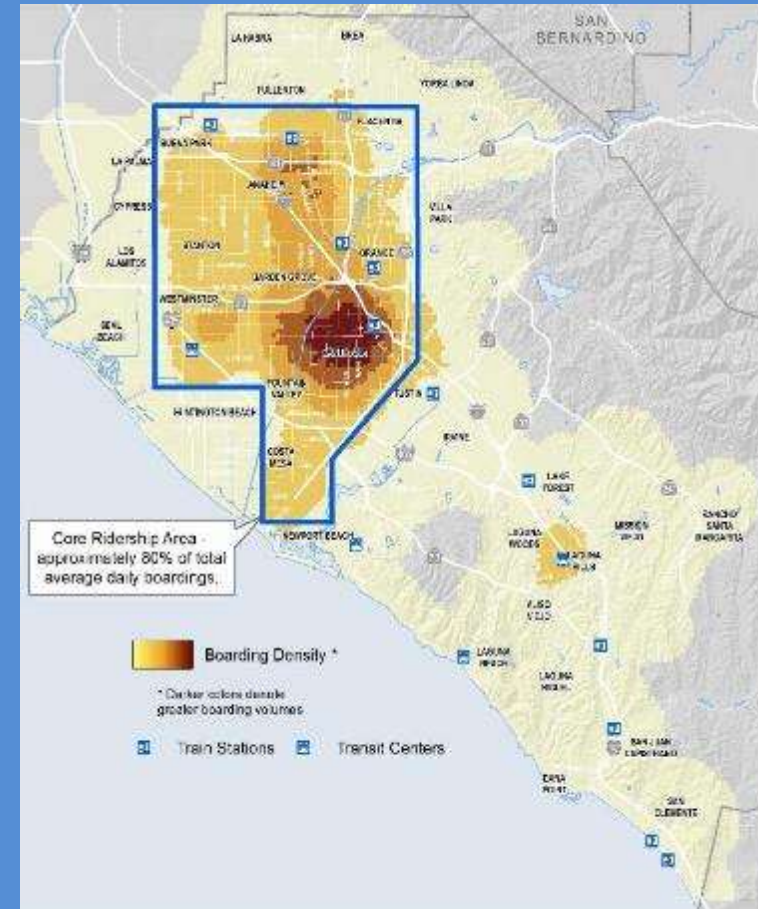 SAN
BERNARDINO
LA HABRA
BREA
FULLERTON
YORBA LINDA
PLACENTIA
BUENA PARK
LA PALMA
ANAHEIM
CYPRESS
VILLA
PARK
STANTON
ORANGE
LOS
ALAMITOS
GARDEN GROVE
WESTMINSTER
SEAL
BEACH
FOUNTAIN
VALLEY
TUSTIN
HUNTINGTON BEACH
IRVINE
COSTA
MESA
LAKE
FOREST
NEWPORT BEACH
LAGUNA
WOODS
MISSION
VIEJO
RANCHO
SANTA
MARGARITA
LAGUNA
HILLS
ALISO
VIEJO
Core Ridership Area -
approximately 80% of total
average daily boardings.
LAGUNA
BEACH
LAGUNA
NIGUEL
Boarding Density *
* Darker colors denote
greater boarding volumes
Train Stations
Transit Centers
SAN JUAN
CAPISTRANO
DANA
POINT
SAN
CLEMENTE